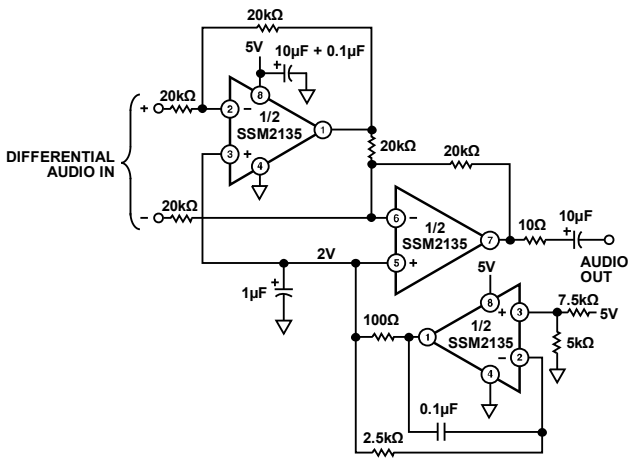 20kΩ
5V
10µF + 0.1µF
+
20kΩ
+
2
–
8
1/2
SSM2135
1
3
+
4
20kΩ
20kΩ
DIFFERENTIAL
AUDIO IN
–
20kΩ
6
–
1/2
SSM2135
7
10Ω
10µF
+
AUDIO
OUT
2V
5
+
1µF
+
5V
8
7.5kΩ
5V
+
3
100Ω
1
1/2
SSM2135
5kΩ
–
2
4
0.1µF
2.5kΩ